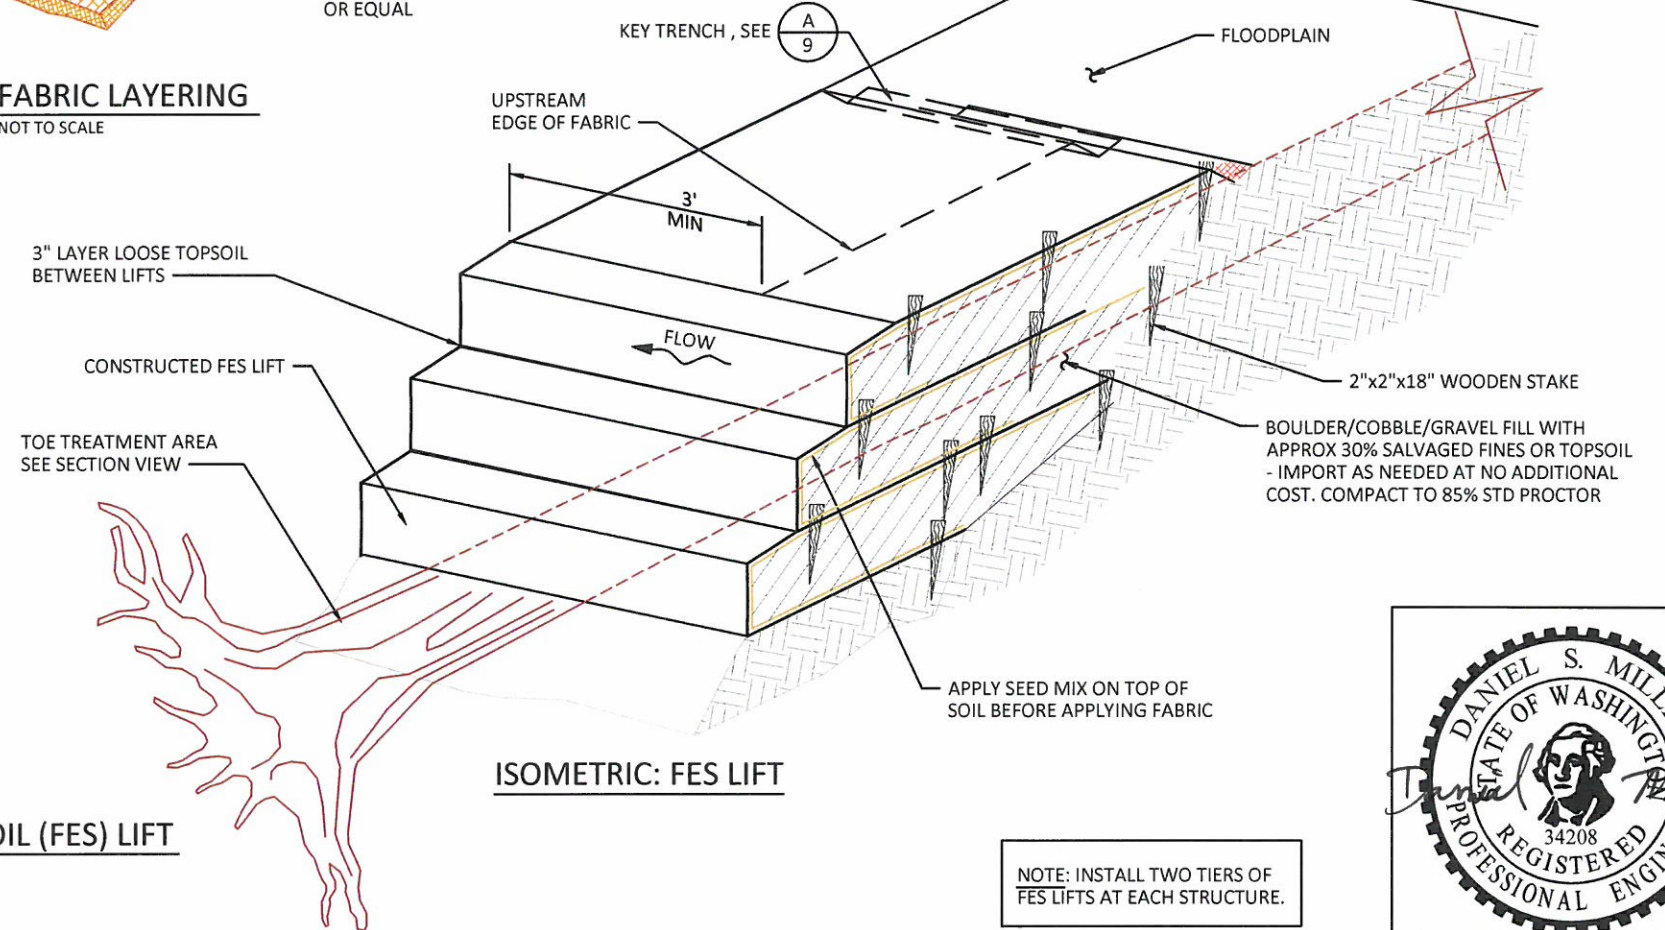 OR EQUAL
FABRIC LAYERING
NOT TO SCALE
KEY TRENCH , SEE
A
9
FLOODPLAIN
UPSTREAM
EDGE OF FABRIC
3'
MIN
3" LAYER LOOSE TOPSOIL
BETWEEN LIFTS
FLOW
CONSTRUCTED FES LIFT
2"x2"x18" WOODEN STAKE
TOE TREATMENT AREA
SEE SECTION VIEW
BOULDER/COBBLE/GRAVEL FILL WITH
APPROX 30% SALVAGED FINES OR TOPSOIL
- IMPORT AS NEEDED AT NO ADDITIONAL
COST. COMPACT TO 85% STD PROCTOR
APPLY SEED MIX ON TOP OF
SOIL BEFORE APPLYING FABRIC
ISOMETRIC: FES LIFT
OIL (FES) LIFT
NOTE: INSTALL TWO TIERS OF
FES LIFTS AT EACH STRUCTURE.
DANIEL S. MILL
STATE OF WASHINGT
Daniel
34208
REGISTERED
PROFESSIONAL ENGIN